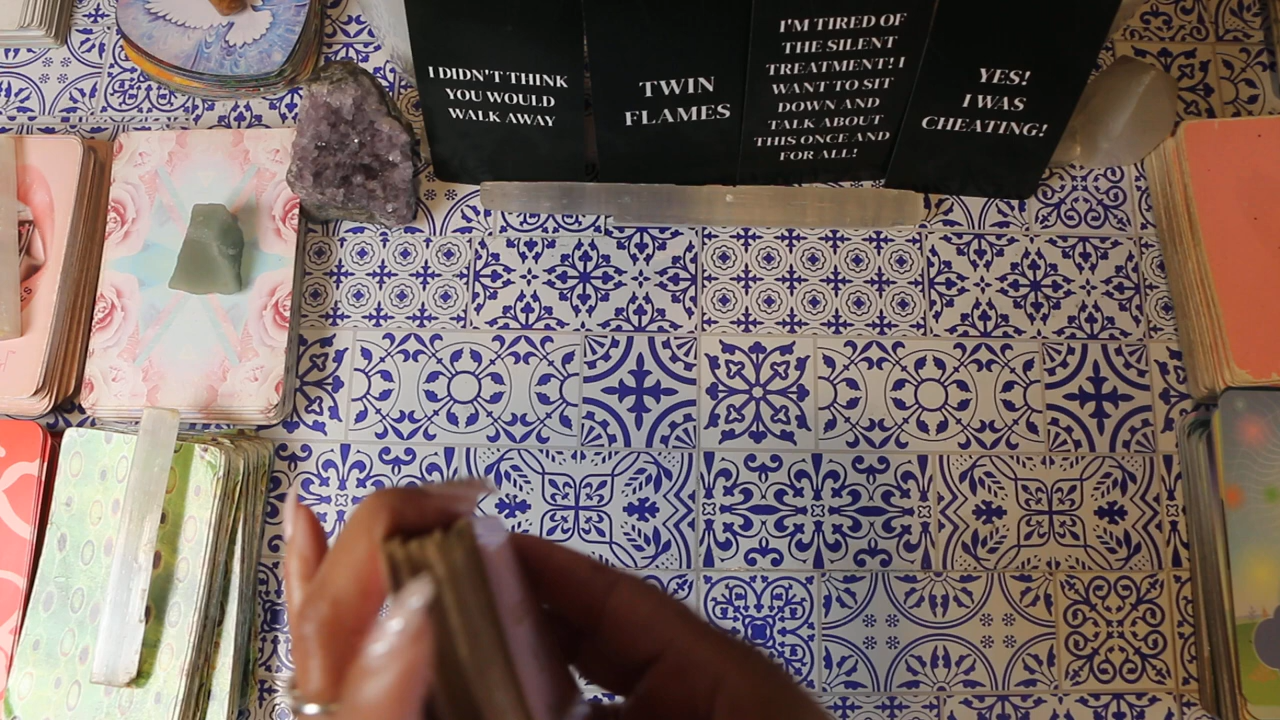 I DIDN'T THINK
YOU WOULD
WALK AWAY
TWIN
FLAMES
I'M TIRED OF
THE SILENT
TREATMENT! I
WANT TO SIT
DOWN AND
TALK ABOUT
THIS ONCE AND
FOR ALL!
YES!
I WAS
CHEATING!